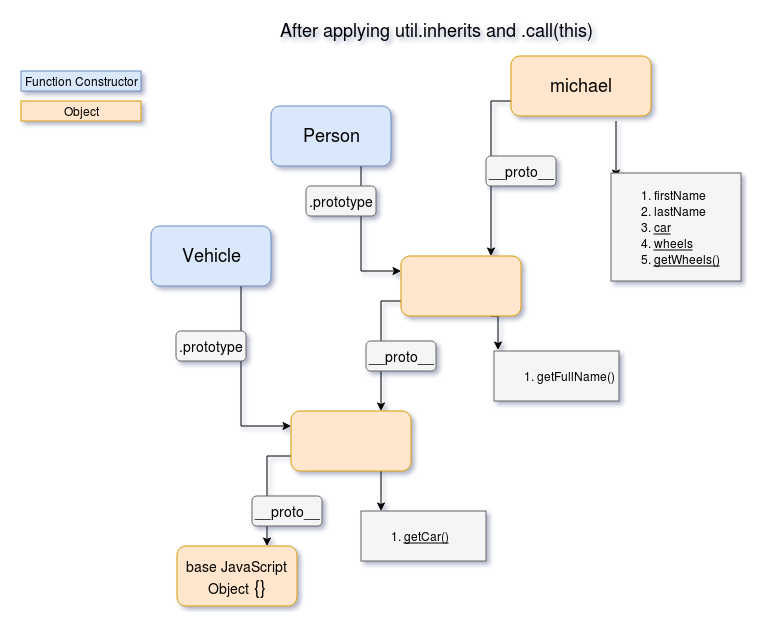 After applying util.inherits and .call(this)
Function Constructor
Object
michael
Person
__proto__
.prototype
1. firstName
2. lastName
3. car
4. wheels
5. getWheels()
Vehicle
.prototype
__proto__
1. getFullName()
__proto__
1. getCar()
base JavaScript
Object {}